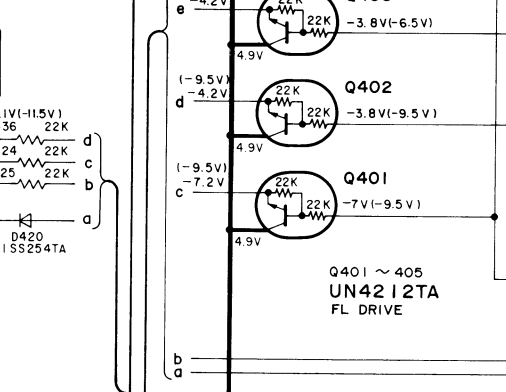 -4.2V
e
22K
22K
-3.8V(-6.5V)
4.9V
(-9.5V)
-4.2V
d
22K
22K
Q402
-3.8V(-9.5V)
4.9V
(-9.5V)
-7.2V
c
22K
22K
Q401
-7V(-9.5V)
4.9V
.1V(-11.5V)
36 22K
d
24 22K
c
25 22K
b
a
D420
1SS254TA
Q401 ~ 405
UN4212TA
FL DRIVE
b
a